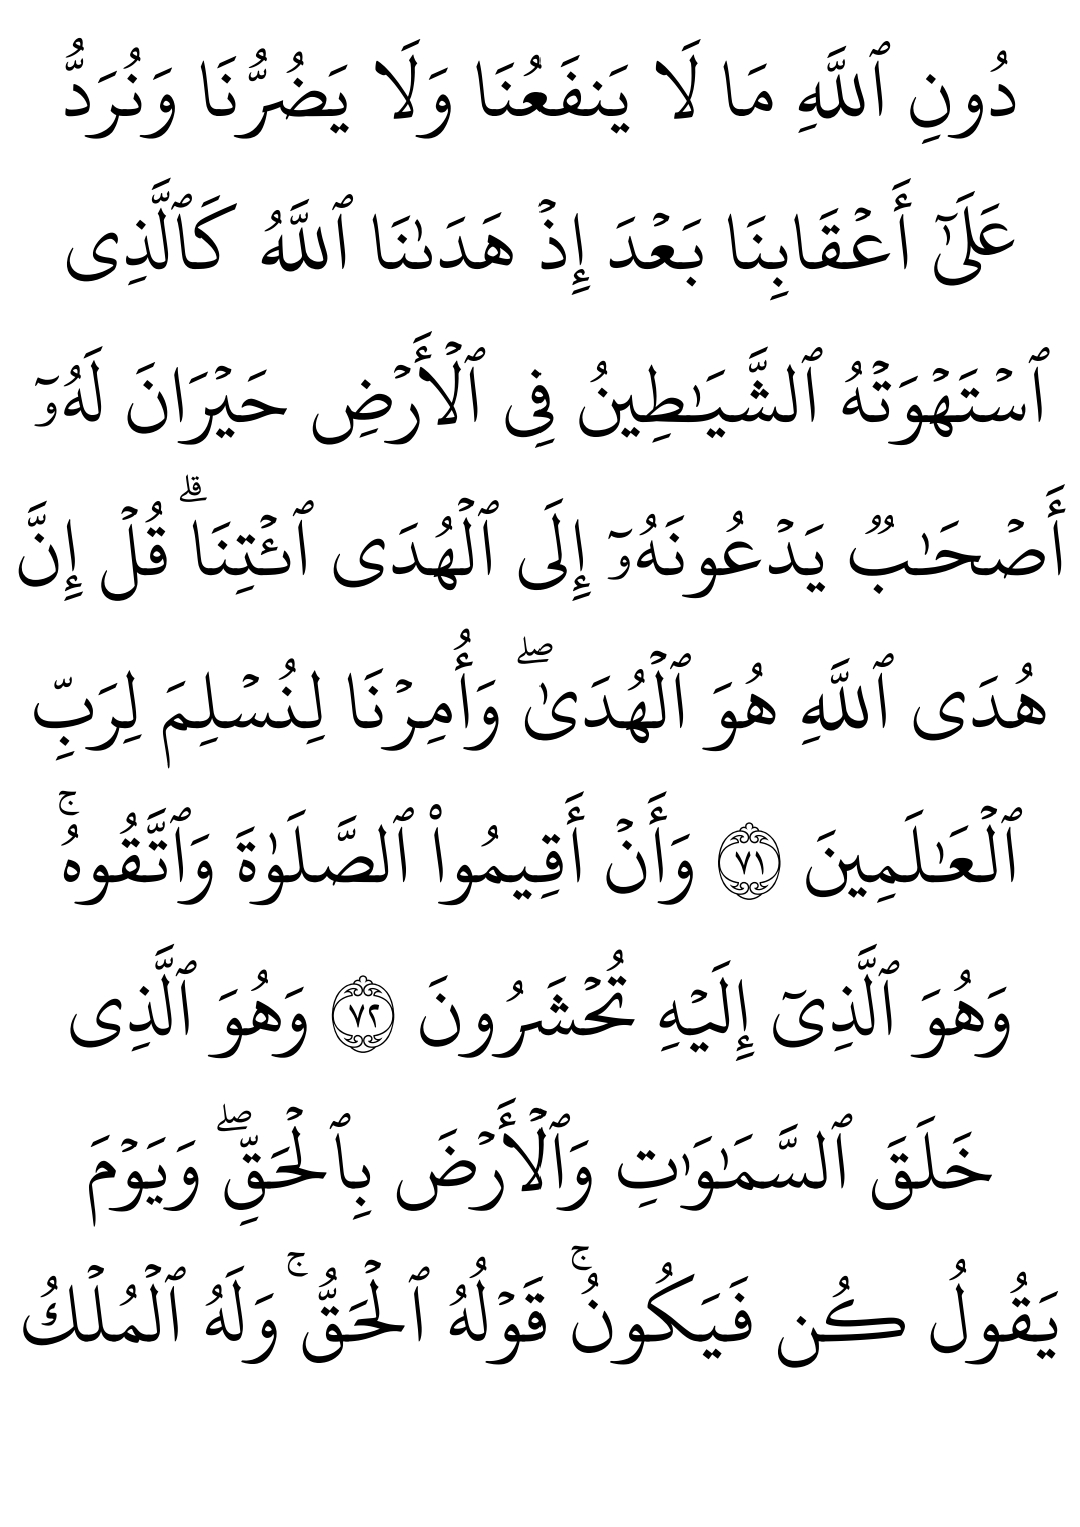 دُونِ ٱللَّهِ مَا لَا يَنفَعُنَا وَلَا يَضُرُّنَا وَنُرَدُّ
عَلَىٰٓ أَعۡقَابِنَا بَعۡدَ إِذۡ هَدَىٰنَا ٱللَّهُ كَٱلَّذِى
ٱسۡتَهۡوَتۡهُ ٱلشَّيَـٰطِينُ فِى ٱلۡأَرۡضِ حَيۡرَانَ لَهُۥٓ
أَصۡحَـٰبٌ يَدۡعُونَهُۥٓ إِلَى ٱلۡهُدَى ٱئۡتِنَاۗ قُلۡ إِنَّ
هُدَى ٱللَّهِ هُوَ ٱلۡهُدَىٰۖ وَأُمِرۡنَا لِنُسۡلِمَ لِرَبِّ
ٱلۡعَـٰلَمِينَ ٧١ وَأَنۡ أَقِيمُوا۟ ٱلصَّلَوٰةَ وَٱتَّقُوهُۚ
وَهُوَ ٱلَّذِىٓ إِلَيۡهِ تُحۡشَرُونَ ٧٢ وَهُوَ ٱلَّذِى
خَلَقَ ٱلسَّمَـٰوَٰتِ وَٱلۡأَرۡضَ بِٱلۡحَقِّۖ وَيَوۡمَ
يَقُولُ كُن فَيَكُونُۚ قَوۡلُهُ ٱلۡحَقُّۚ وَلَهُ ٱلۡمُلۡكُ